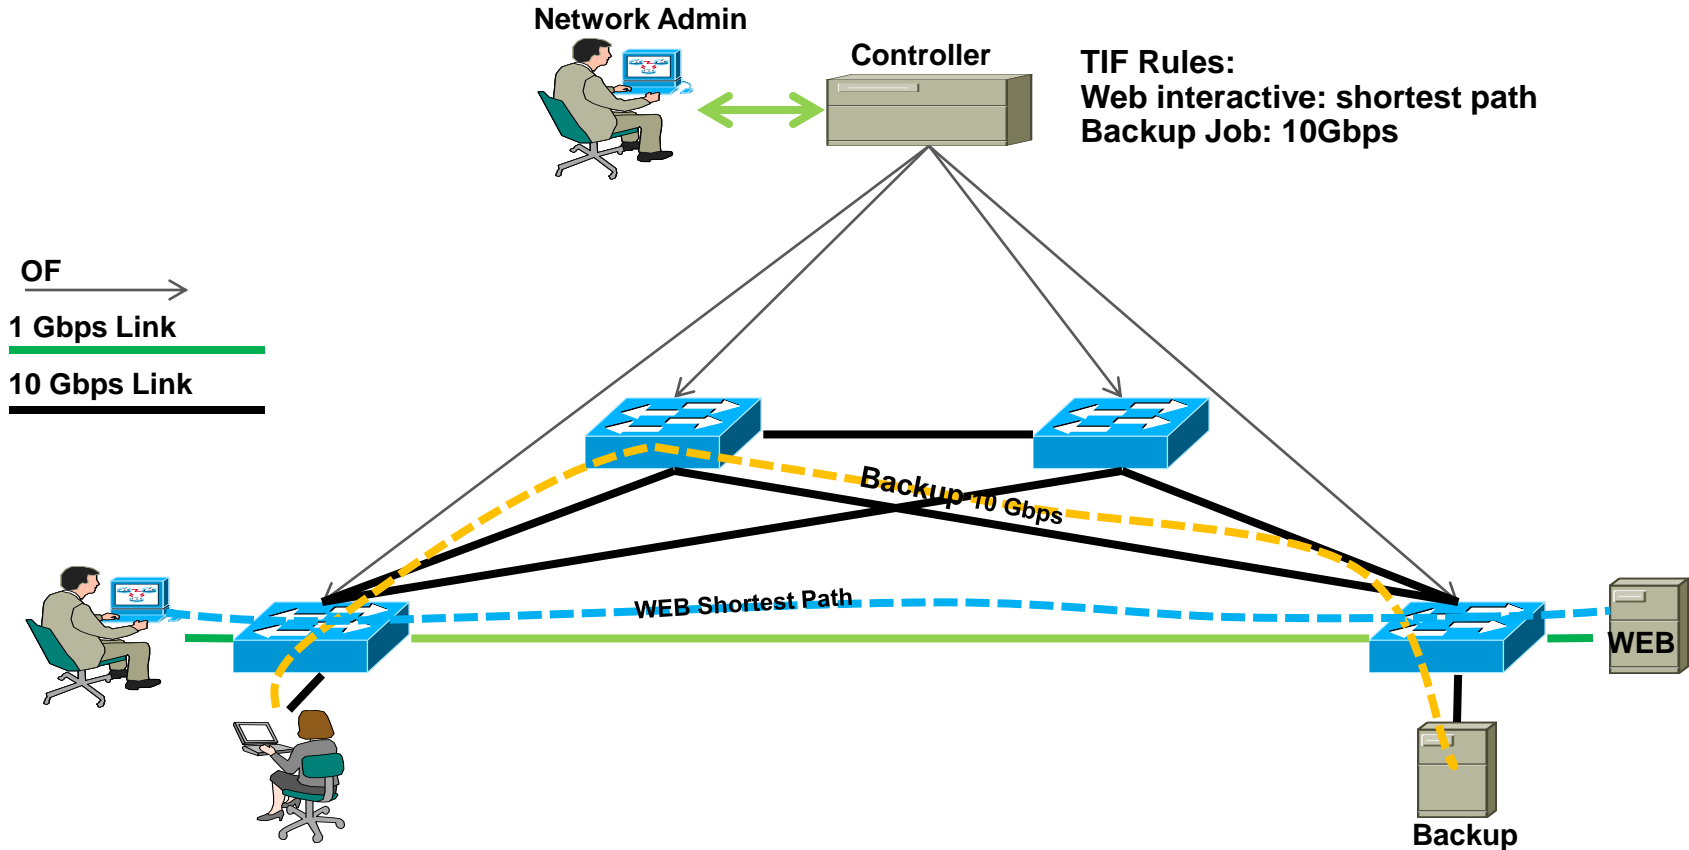 Network Admin
Controller
TIF Rules:
Web interactive: shortest path
Backup Job: 10Gbps
OF
1 Gbps Link
10 Gbps Link
Backup 10 Gbps
WEB Shortest Path
WEB
Backup